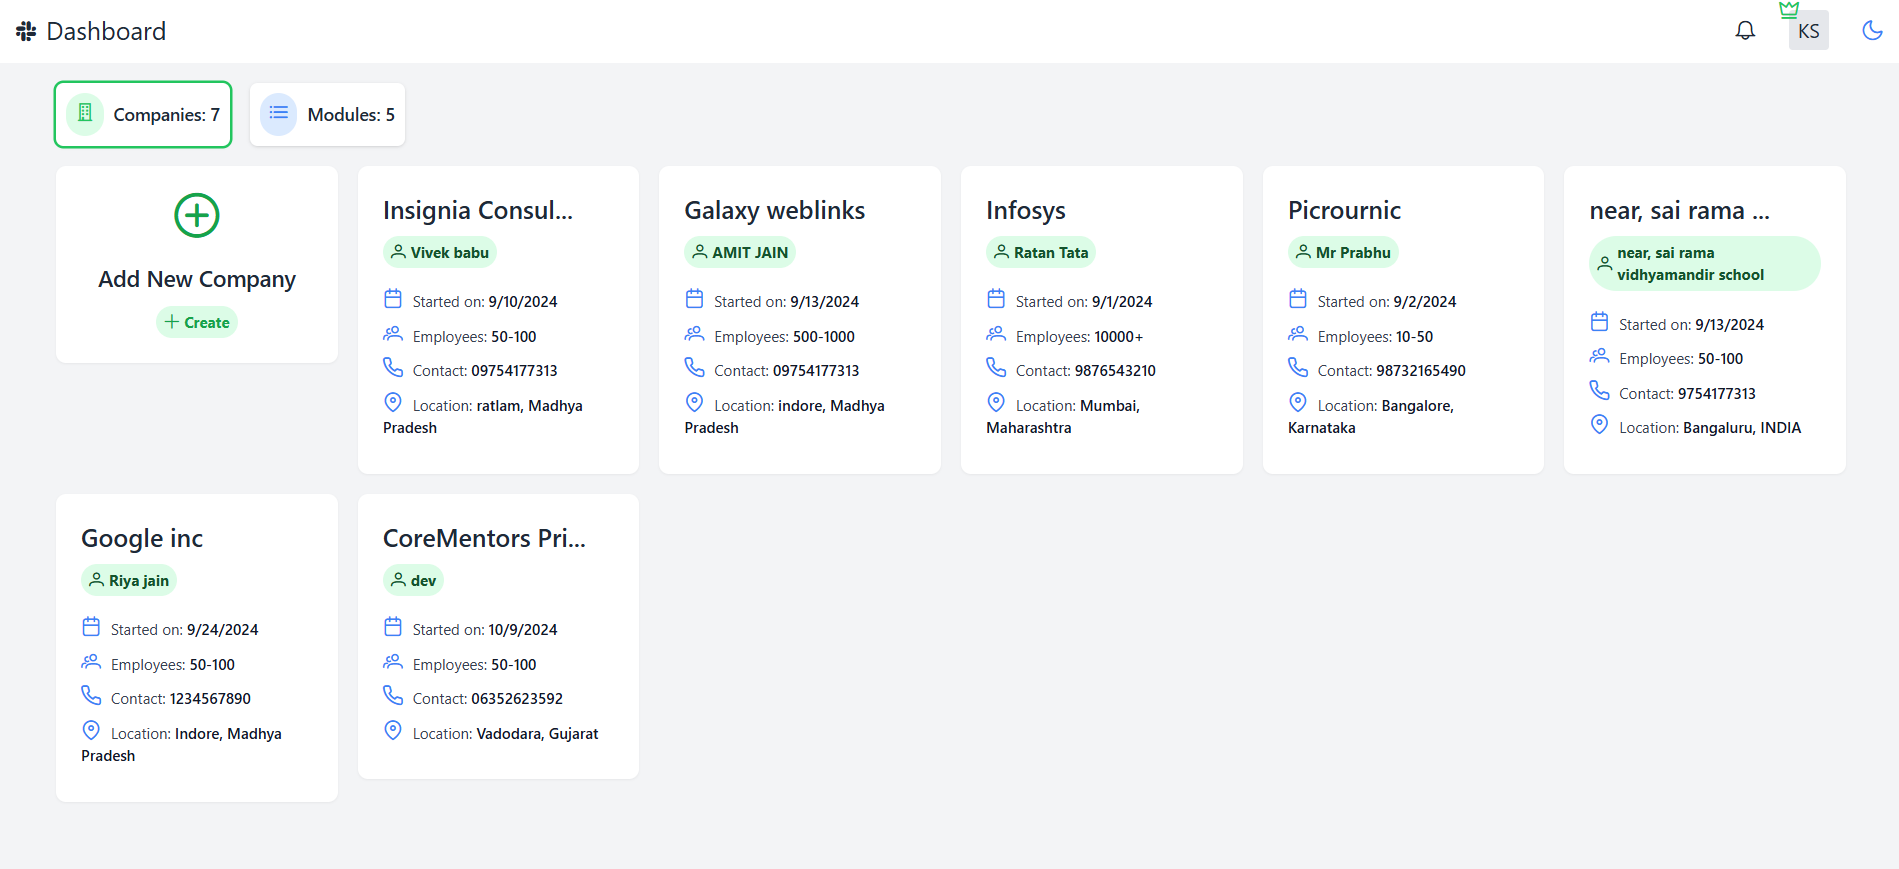 Dashboard
KS
Companies: 7
Modules: 5
Add New Company
Create
Insignia Consul...
Vivek babu
Started on: 9/10/2024
Employees: 50-100
Contact: 09754177313
Location: ratlam, Madhya
Pradesh
Galaxy weblinks
AMIT JAIN
Started on: 9/13/2024
Employees: 500-1000
Contact: 09754177313
Location: indore, Madhya
Pradesh
Infosys
Ratan Tata
Started on: 9/1/2024
Employees: 10000+
Contact: 9876543210
Location: Mumbai,
Maharashtra
Picrournic
Mr Prabhu
Started on: 9/2/2024
Employees: 10-50
Contact: 98732165490
Location: Bangalore,
Karnataka
near, sai rama ...
near, sai rama
vidhyamandir school
Started on: 9/13/2024
Employees: 50-100
Contact: 9754177313
Location: Bangaluru, INDIA
Google inc
Riya jain
Started on: 9/24/2024
Employees: 50-100
Contact: 1234567890
Location: Indore, Madhya
Pradesh
CoreMentors Pri...
dev
Started on: 10/9/2024
Employees: 50-100
Contact: 06352623592
Location: Vadodara, Gujarat